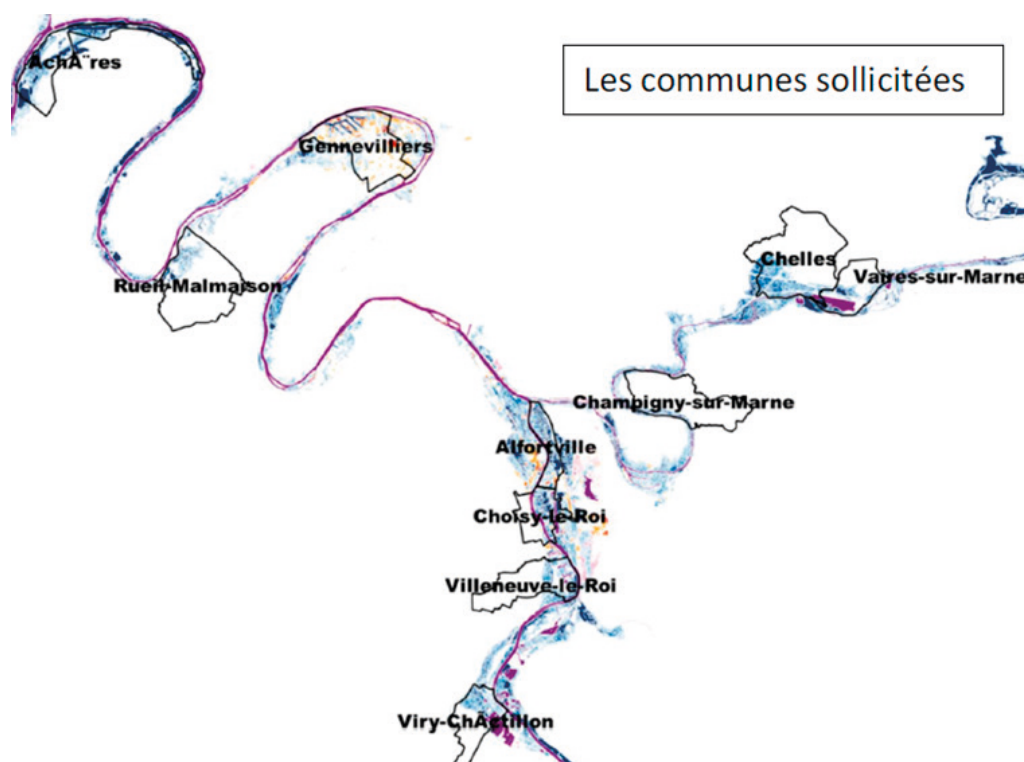 Les communes sollicitées
AchÃ¨res
Gennevilliers
Chelles
Vaires-sur-Marne
Rueil-Malmaison
Champigny-sur-Marne
Alfortville
Choisy-le-Roi
Villeneuve-le-Roi
Viry-ChÃ¢tillon